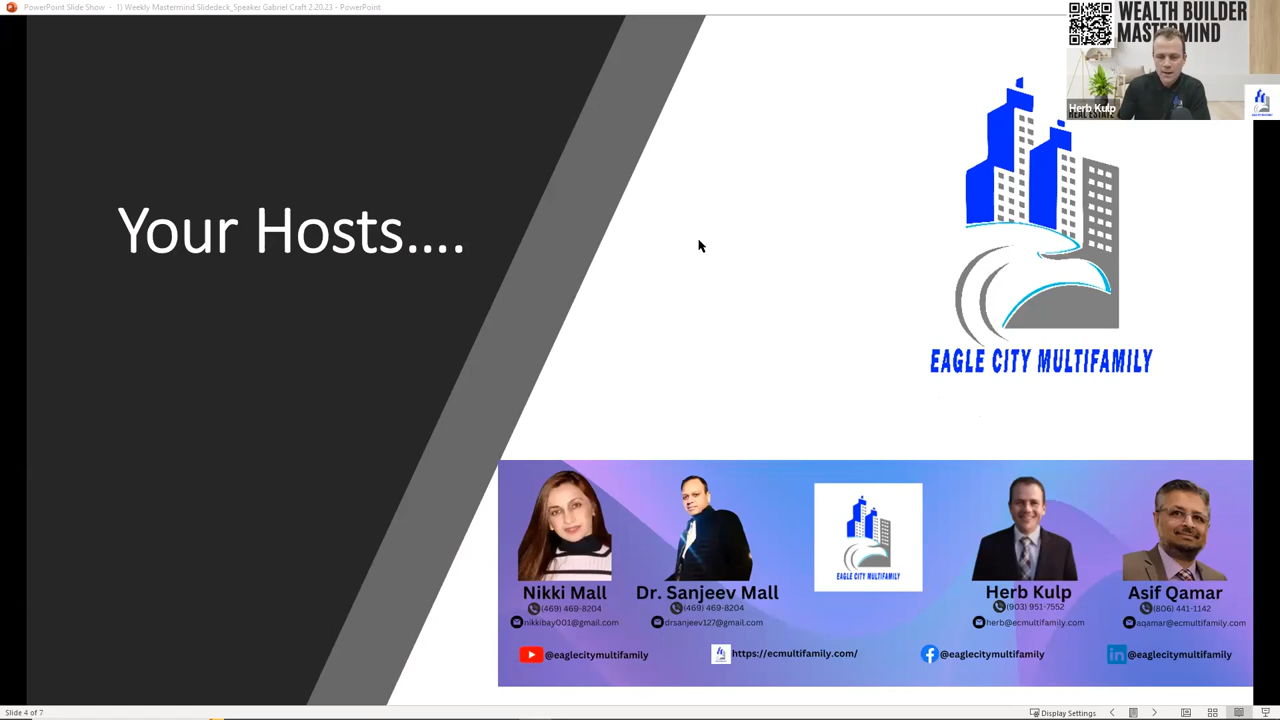 PowerPoint Slide Show - 1) Weekly Mastermind Slidedeck_Speaker Gabriel Craft 2.20.23 - PowerPoint
WEALTH BUILDER
MASTERMIND
Herb Kulp
REAL ESTATE
Your Hosts....
EAGLE CITY MULTIFAMILY
EAGLE CITY MULTIFAMILY
Nikki Mall
(469) 469-8204
nikkibay001@gmail.com
Dr. Sanjeev Mall
(469) 469-8204
drsanjeev127@gmail.com
Herb Kulp
(903) 951-7552
herb@ecmultifamily.com
Asif Qamar
(806) 441-1142
aqamar@ecmultifamily.com
@eaglecitymultifamily
https://ecmultifamily.com/
@eaglecitymultifamily
@eaglecitymultifamily
Slide 4 of 7
Display Settings